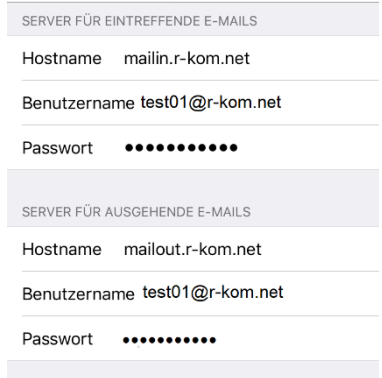 SERVER FÜR EINTREFFENDE E-MAILS
Hostname mailin.r-kom.net
Benutzername test01@r-kom.net
Passwort ●●●●●●●●●●●
SERVER FÜR AUSGEHENDE E-MAILS
Hostname mailout.r-kom.net
Benutzername test01@r-kom.net
Passwort ●●●●●●●●●●●